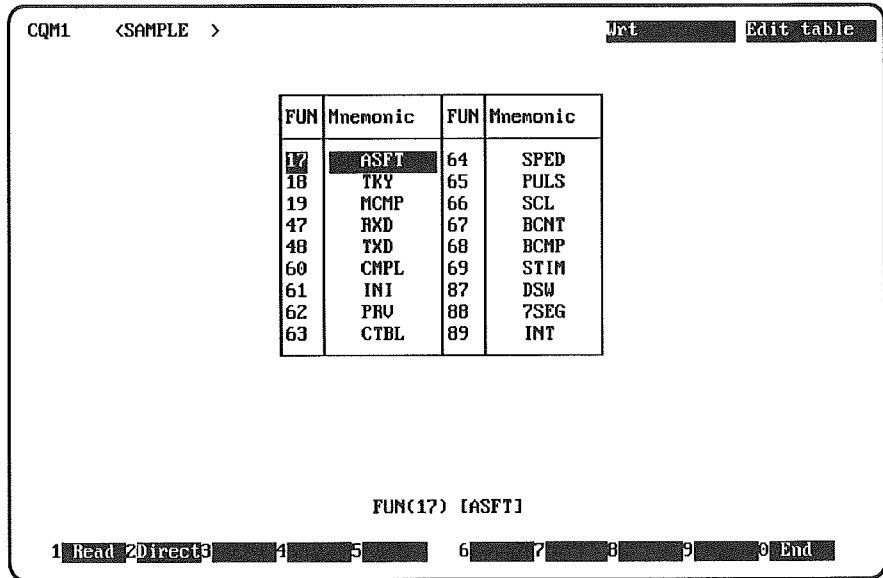 CQM1 <SAMPLE > Wrt Edit table
FUN Mnemonic FUN Mnemonic
17 ASFT 64 SPED
18 TKY 65 PULS
19 MCMP 66 SCL
47 RXD 67 BCNT
48 TXD 68 BCMP
60 CMPL 69 STIM
61 INI 87 DSW
62 PRV 88 7SEG
63 CTBL 89 INT
FUN(17) [ASFT]
1 Read 2Direct3 4 5 6 7 8 9 0 End